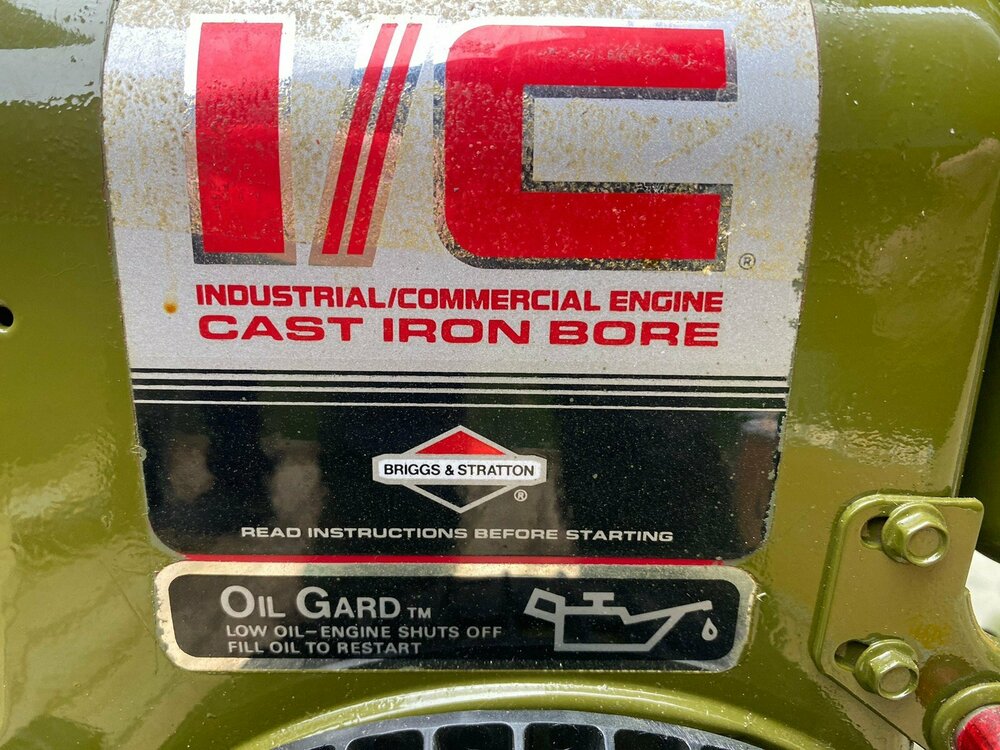 I/C ®
INDUSTRIAL/COMMERCIAL ENGINE
CAST IRON BORE
BRIGGS & STRATTON
®
READ INSTRUCTIONS BEFORE STARTING
OIL GARD TM
LOW OIL–ENGINE SHUTS OFF
FILL OIL TO RESTART